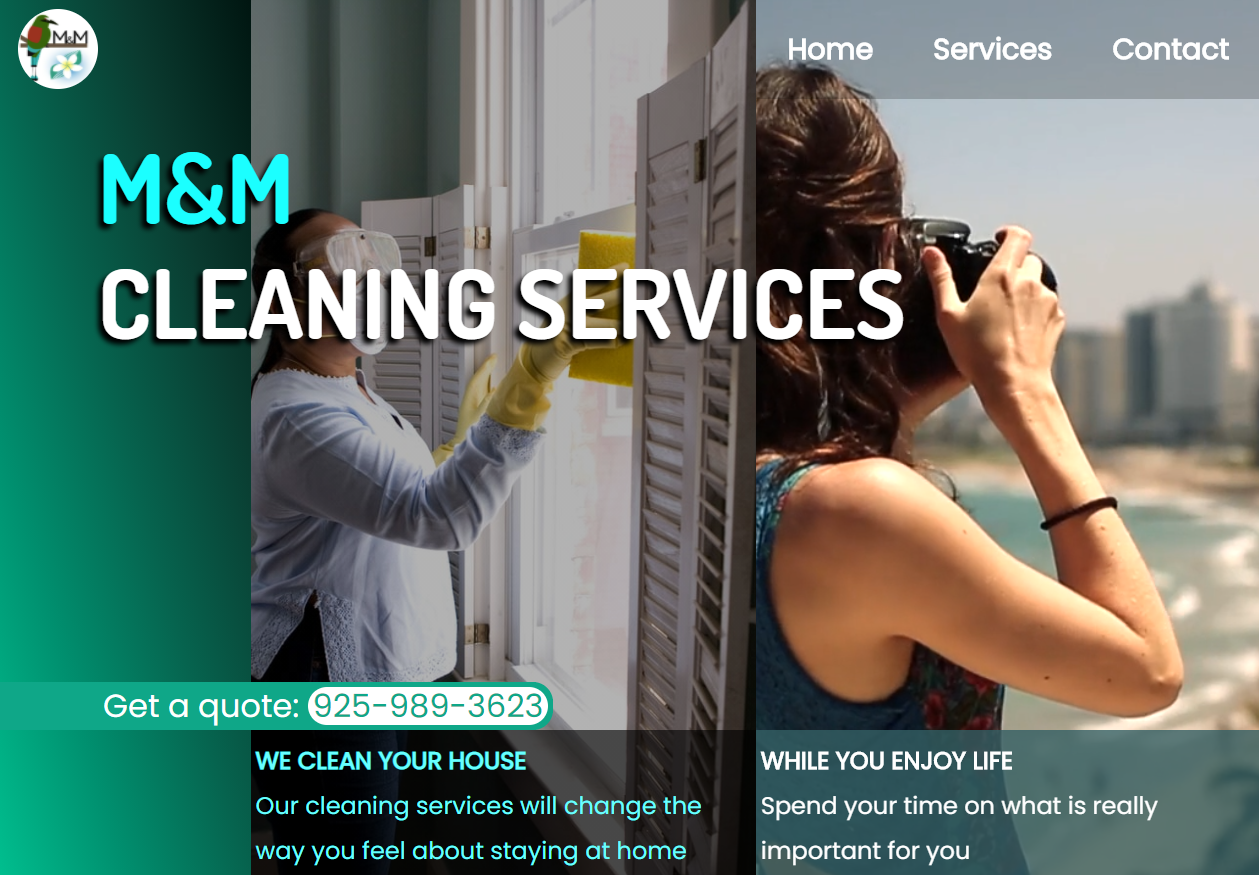 M&M
Home Services Contact
M&M
CLEANING SERVICES
Get a quote: 925-989-3623
WE CLEAN YOUR HOUSE
Our cleaning services will change the
way you feel about staying at home
WHILE YOU ENJOY LIFE
Spend your time on what is really
important for you